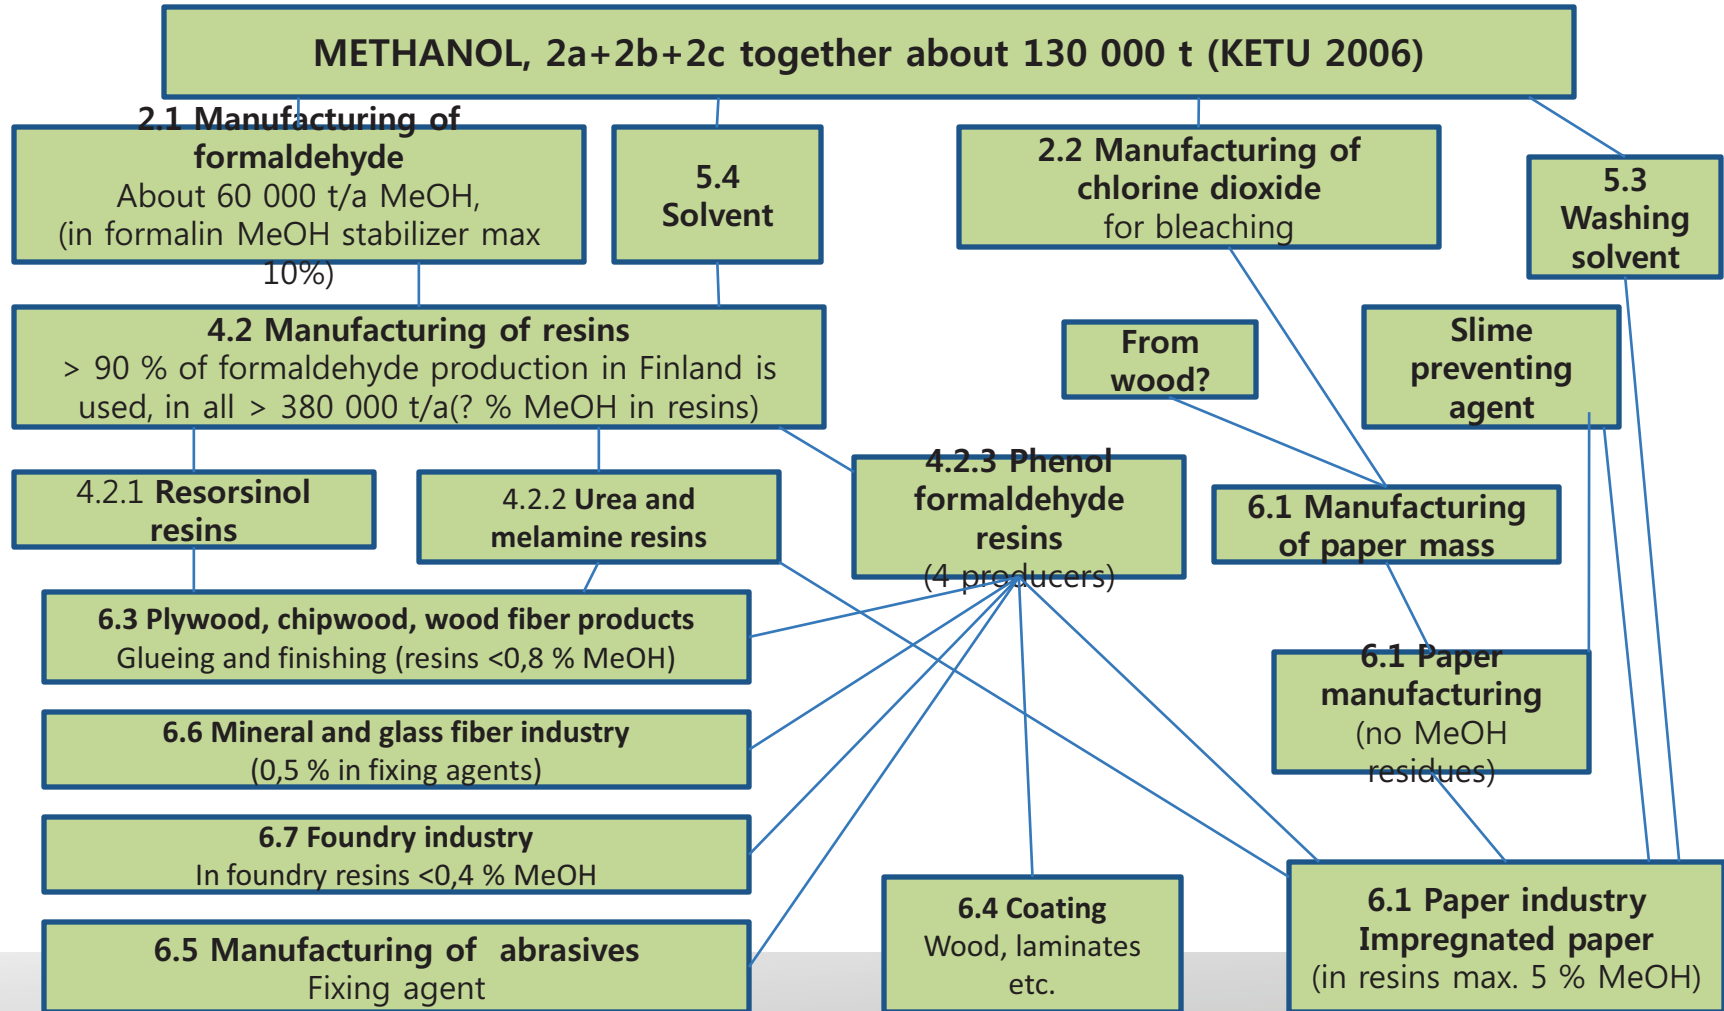 METHANOL, 2a+2b+2c together about 130 000 t (KETU 2006)
2.1 Manufacturing of
formaldehyde
About 60 000 t/a MeOH,
(in formalin MeOH stabilizer max
10%)
5.4
Solvent
2.2 Manufacturing of
chlorine dioxide
for bleaching
5.3
Washing
solvent
4.2 Manufacturing of resins
> 90 % of formaldehyde production in Finland is
used, in all > 380 000 t/a(? % MeOH in resins)
From
wood?
Slime
preventing
agent
4.2.1 Resorsinol
resins
4.2.2 Urea and
melamine resins
4.2.3 Phenol
formaldehyde
resins
(4 producers)
6.1 Manufacturing
of paper mass
6.3 Plywood, chipwood, wood fiber products
Glueing and finishing (resins <0,8 % MeOH)
6.1 Paper
manufacturing
(no MeOH
residues)
6.6 Mineral and glass fiber industry
(0,5 % in fixing agents)
6.7 Foundry industry
In foundry resins <0,4 % MeOH
6.5 Manufacturing of abrasives
Fixing agent
6.4 Coating
Wood, laminates
etc.
6.1 Paper industry
Impregnated paper
(in resins max. 5 % MeOH)